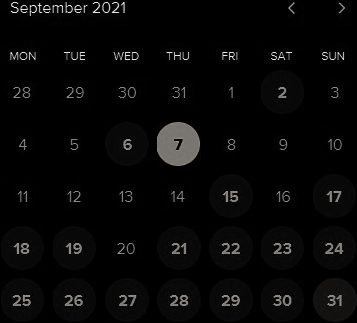 September 2021
MON TUE WED THU FRI SAT SUN
28 29 30 31 1 2 3
4 5 6 7 8 9 10
11 12 13 14 15 16 17
18 19 20 21 22 23 24
25 26 27 28 29 30 31